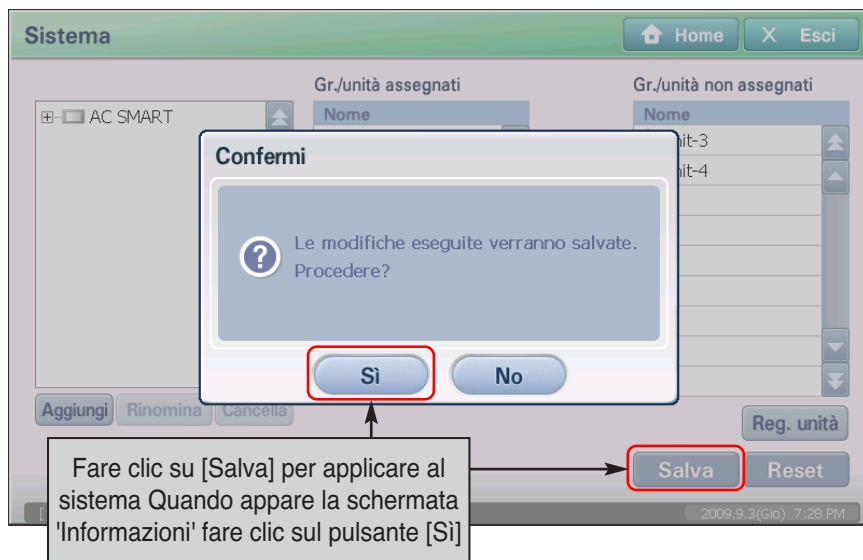 Sistema
Home
X Esci
Gr./unità assegnati
Gr./unità non assegnati
AC SMART
Nome
Nome
nit-3
nit-4
Confermi
Le modifiche eseguite verranno salvate.
Procedere?
Sì
No
Aggiungi
Rinomina
Cancella
Reg. unità
Fare clic su [Salva] per applicare al
sistema Quando appare la schermata
'Informazioni' fare clic sul pulsante [Sì]
Salva
Reset
[
2009.9.3(Gio) 7:28 PM